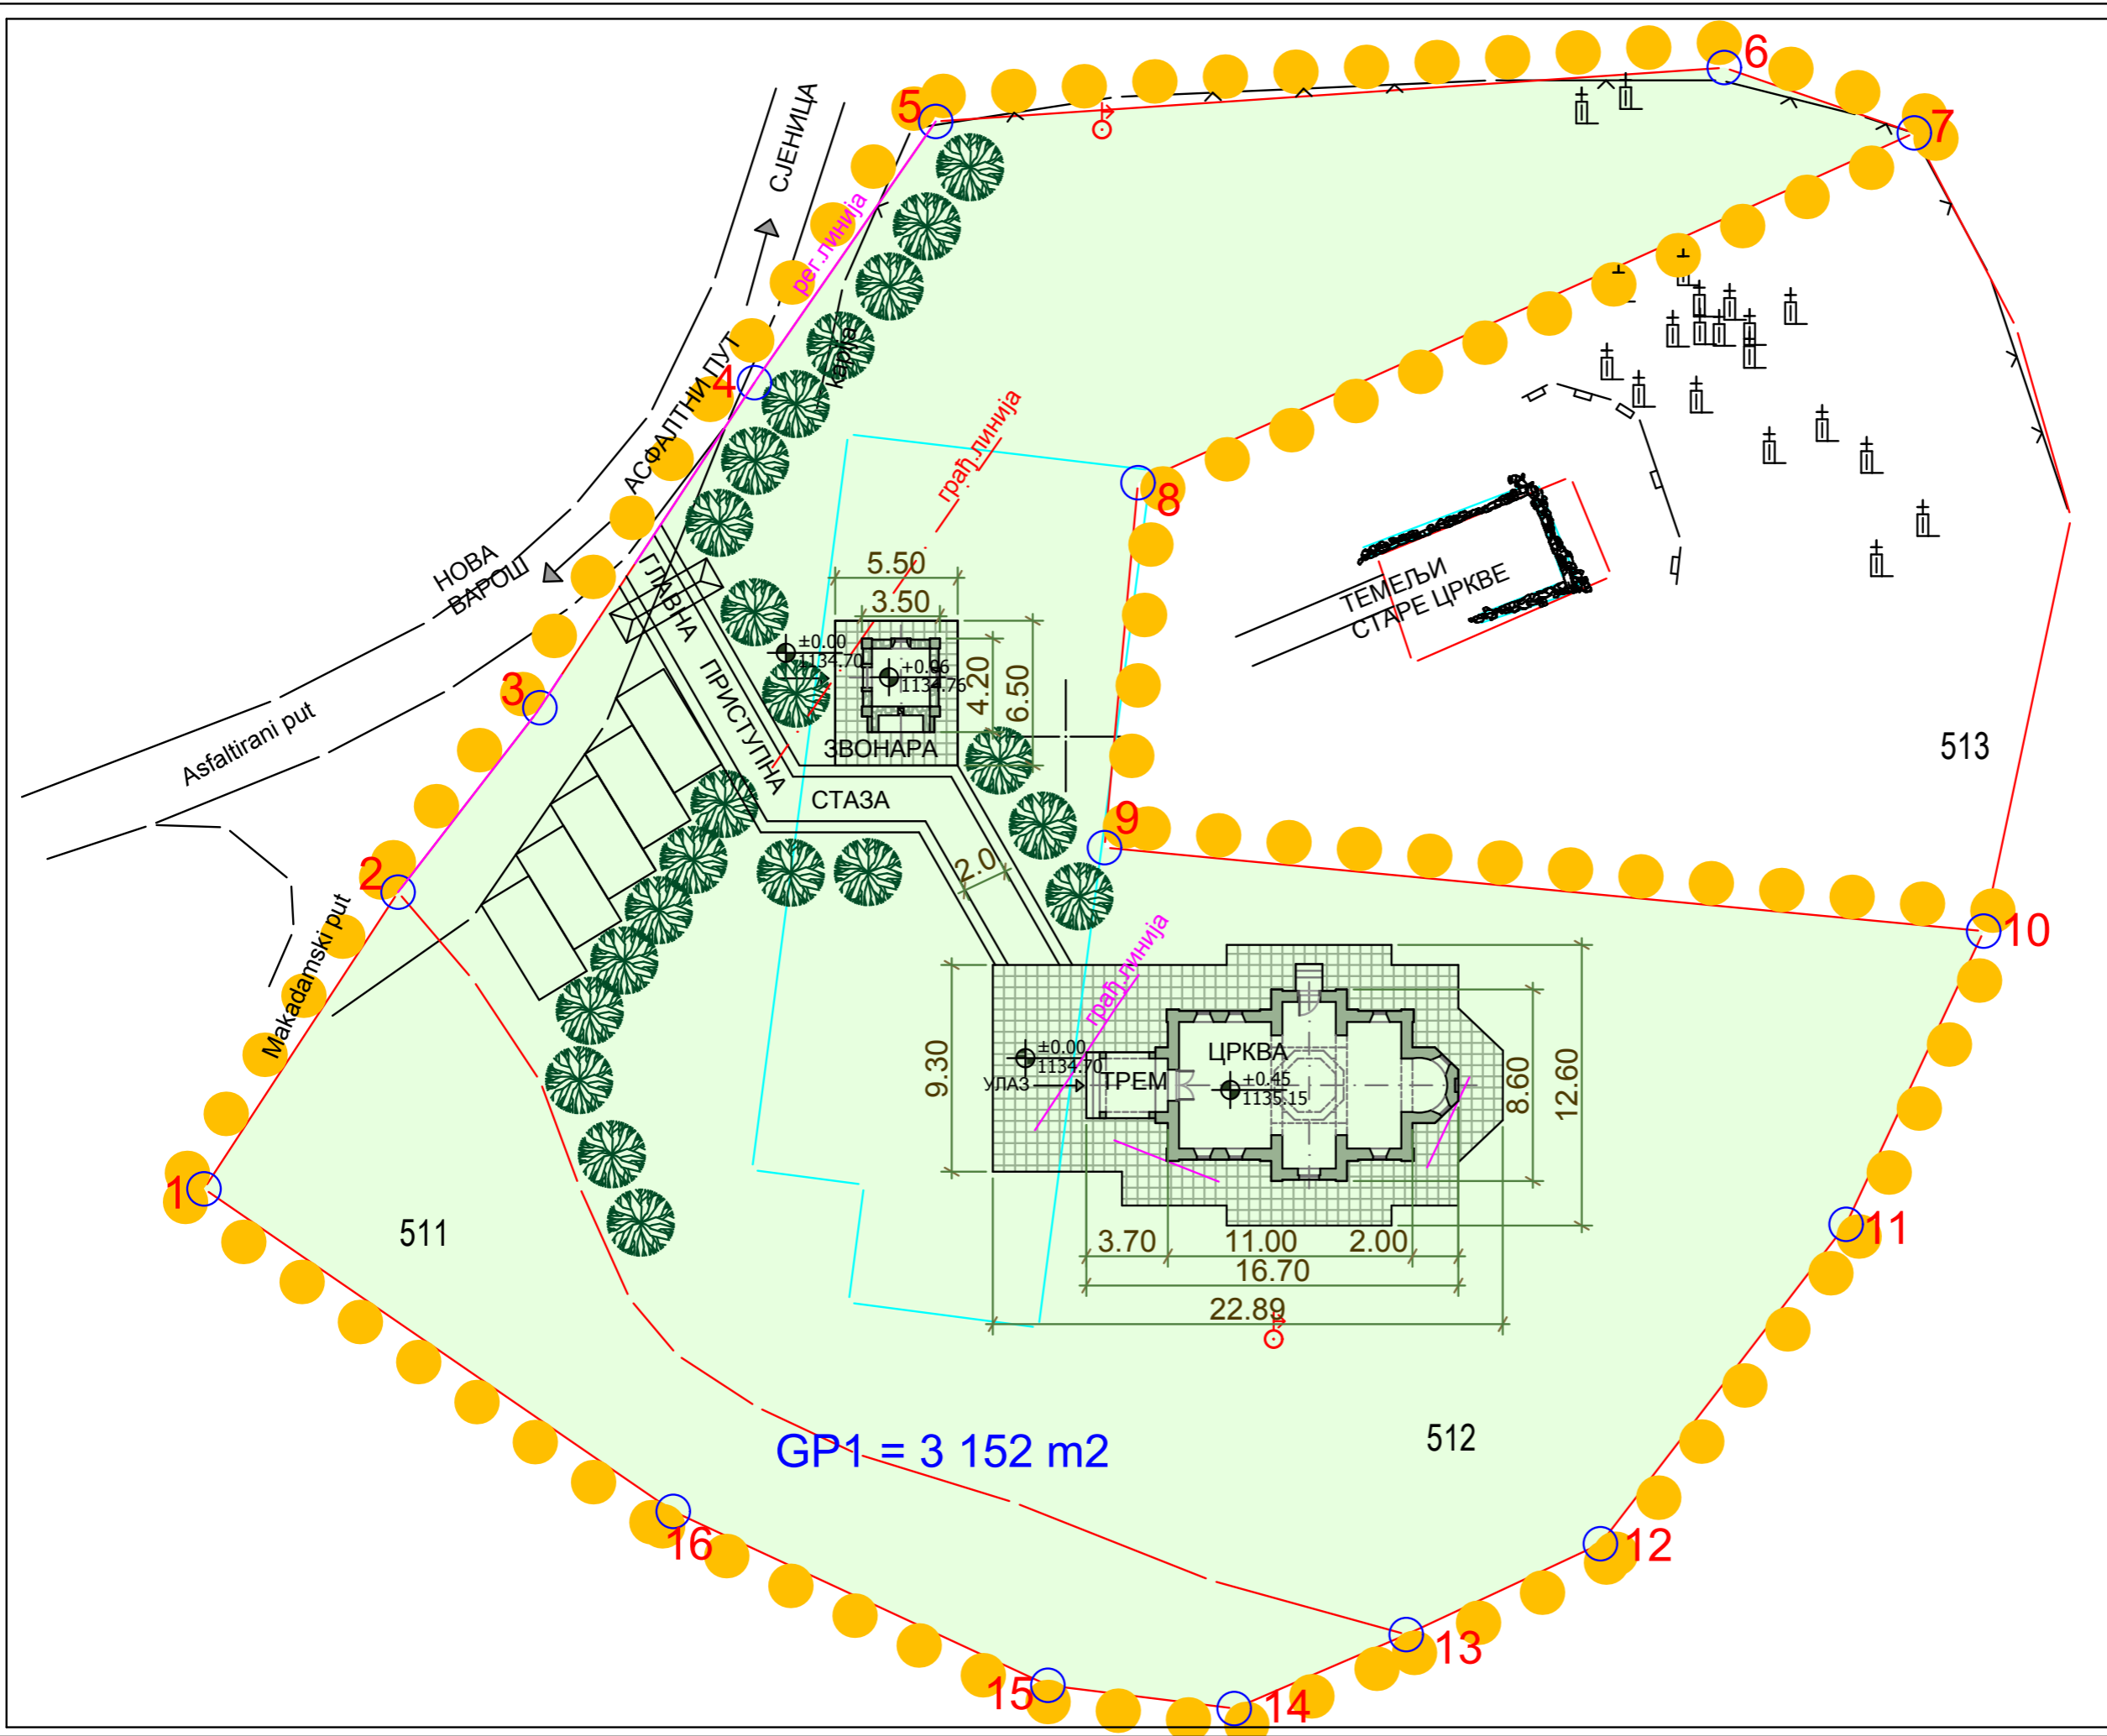 6
5
7
СЈЕНИЦА
рег.линија
карја
4
АСФАЛТНИ ПУТ
грађ.линија
8
НОВА
ВАРОШ
5.50
3.50
ТЕМЕЉИ
СТАРЕ ЦРКВЕ
ГЛАВНА ПРИСТУПНА
±0.00
1134.70
+0.06
1134.76
4.20
6.50
3
Asfaltirani put
ЗВОНАРА
513
СТАЗА
9
2.0
2
10
Makadamski put
грађ.линија
9.30
±0.00
1134.70
УЛАЗ
ТРЕМ
ЦРКВА
±0.45
1135.15
8.60
12.60
1
511
11
3.70
11.00
2.00
16.70
22.89
GP1 = 3 152 m2
512
16
12
13
15
14